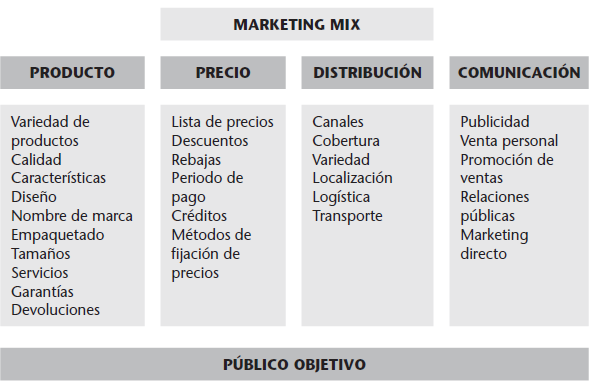 MARKETING MIX
PRODUCTO
Variedad de
productos
Calidad
Características
Diseño
Nombre de marca
Empaquetado
Tamaños
Servicios
Garantías
Devoluciones
PRECIO
Lista de precios
Descuentos
Rebajas
Periodo de
pago
Créditos
Métodos de
fijación de
precios
DISTRIBUCIÓN
Canales
Cobertura
Variedad
Localización
Logística
Transporte
COMUNICACIÓN
Publicidad
Venta personal
Promoción de
ventas
Relaciones
públicas
Marketing
directo
PÚBLICO OBJETIVO